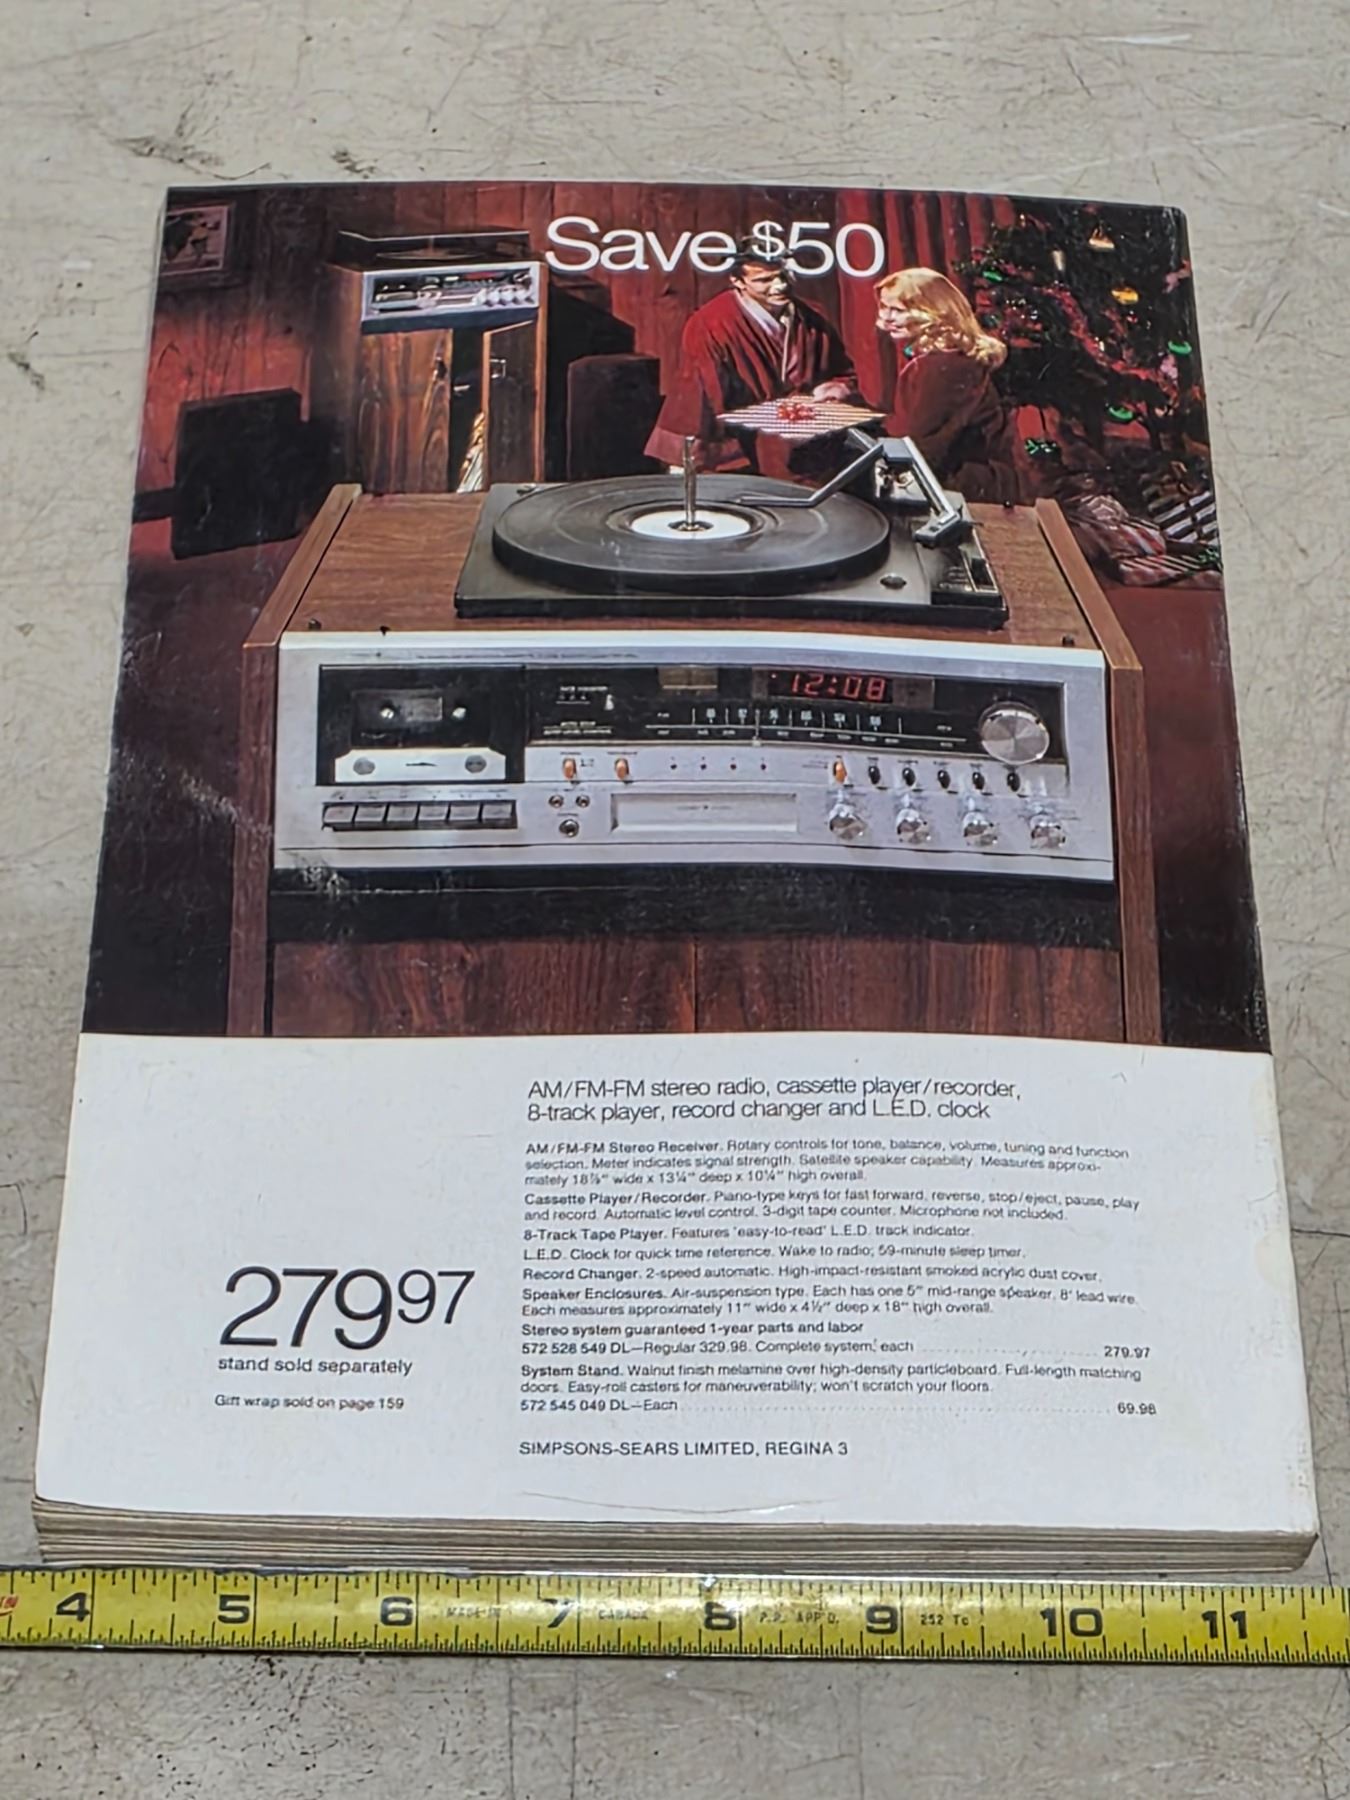 Save $50
12:08
AM/FM-FM stereo radio, cassette player/recorder,
8-track player, record changer and L.E.D. clock
AM/FM-FM Stereo Receiver. Rotary controls for tone, balance, volume, tuning and function
selection. Meter indicates signal strength. Satellite speaker capability. Measures approxi-
mately 18⅞" wide x 13¼" deep x 10¼" high overall.
Cassette Player/Recorder. Piano-type keys for fast forward, reverse, stop/eject, pause, play
and record. Automatic level control. 3-digit tape counter. Microphone not included.
8-Track Tape Player. Features 'easy-to-read' L.E.D. track indicator.
L.E.D. Clock for quick time reference. Wake to radio; 59-minute sleep timer.
Record Changer. 2-speed automatic. High-impact-resistant smoked acrylic dust cover.
Speaker Enclosures. Air-suspension type. Each has one 5" mid-range speaker. 8' lead wire.
Each measures approximately 11" wide x 4½" deep x 18" high overall.
Stereo system guaranteed 1-year parts and labor
572 528 549 DL—Regular 329.98. Complete system, each ........................ 279.97
System Stand. Walnut finish melamine over high-density particleboard. Full-length matching
doors. Easy-roll casters for maneuverability; won't scratch your floors.
572 545 049 DL—Each ........................ 69.98
279 97
stand sold separately
Gift wrap sold on page 159
SIMPSONS-SEARS LIMITED, REGINA 3
4 5 6 MADE IN 7 CANADA 8 P.P. APP'D. 9 252 Tc 10 11